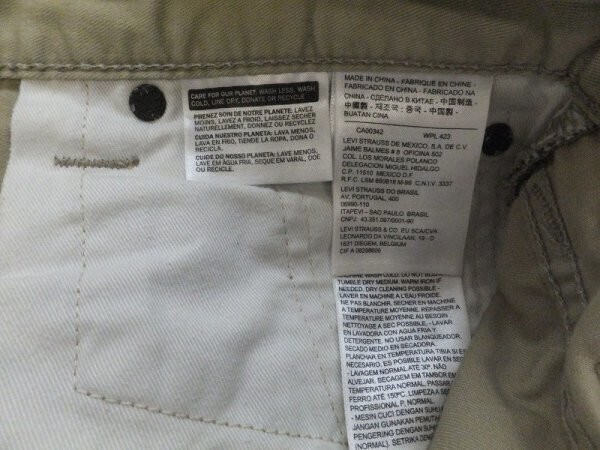 CARE FOR OUR PLANET: WASH LESS, WASH
COLD, LINE DRY, DONATE OR RECYCLE
PRENEZ SOIN DE NOTRE PLANETE: LAVEZ
MOINS, LAVEZ A FROID, LAISSEZ SECHER
NATURELLEMENT, DONNEZ OU RECYCLEZ.
CUIDA NUESTRO PLANETA: LAVA MENOS,
LAVA EN FRIO, TIENDE LA ROPA, DONA O
RECICLA.
CUIDE DO NOSSO PLANETA: LAVE MENOS,
LAVE EM ÁGUA FRIA, SEQUE EM VARAL, DOE
OU RECICLE.
MADE IN CHINA - FABRIQUE EN CHINE -
FABRICADO EN CHINA - FABRICADO NA
CHINA - СДЕЛАНО В КИТАЕ - 中国制造 -
中國製 - 제조국: 중국 - 中国製
BUATAN CINA
CA00342 WPL 423
LEVI STRAUSS DE MEXICO, S.A. DE C.V.
JAIME BALMES # 8 OFICINA 602
COL. LOS MORALES POLANCO
DELEGACION MIGUEL HIDALGO
C.P. 11510 MEXICO D.F.
LEVI STRAUSS DO BRASIL
AV. PORTUGAL, 400
ITAPEVI - SAO PAULO BRASIL
LEVI STRAUSS & CO EU SCA/CVA
LEONARDO DA VINCILAAN, 19 - D
1831 DIEGEM, BELGIUM
TUMBLE DRY MEDIUM, WARM IRON IF
NEEDED. DRY CLEANING POSSIBLE -
LAVER EN MACHINE A L'EAU FROIDE.
NE PAS BLANCHIR. SECHER EN MACHINE
A TEMPERATURE MOYENNE. REPASSER A
TEMPERATURE MOYENNE AU BESOIN
NETTOYAGE A SEC POSSIBLE - LAVAR
EN LAVADORA CON AGUA FRIA Y
DETERGENTE. NO USAR BLANQUEADOR.
SECADO MEDIO EN SECADORA.
PLANCHAR EN TEMPERATURA TIBIA SI ES
NECESARIO. ES POSIBLE LAVAR EN SECO
- LAVAGEM NORMAL ATÉ 30°. NÃO
ALVEJAR. SECAGEM EM TAMBOR EM
TEMPERATURA NORMAL. PASSAR
FERRO ATÉ 150°C. LIMPEZA
PROFISSIONAL P, NORMAL.
- MESIN CUCI DENGAN SUHU
JANGAN GUNAKAN PEMUTIH
PENGERING DENGAN SUHU
(NORMAL). SETRIKA DENGAN